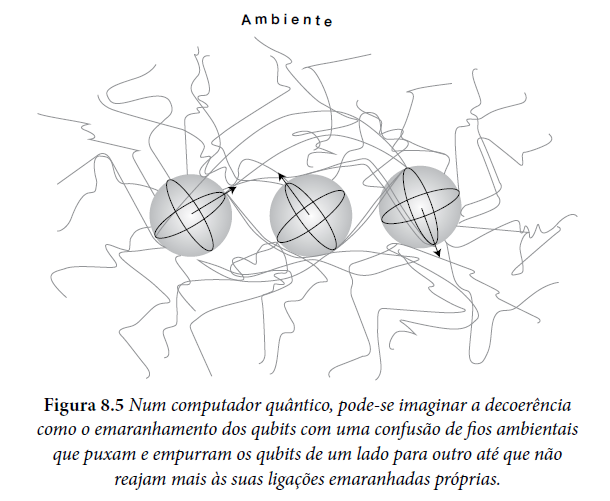 Ambiente
Figura 8.5 Num computador quântico, pode-se imaginar a decoerência
como o emaranhamento dos qubits com uma confusão de fios ambientais
que puxam e empurram os qubits de um lado para outro até que não
reajam mais às suas ligações emaranhadas próprias.